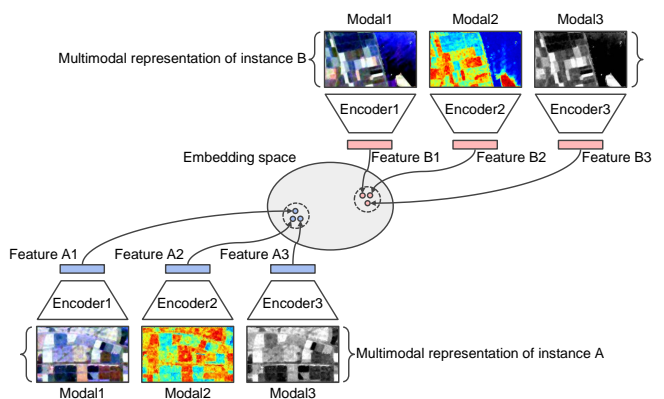 Modal1 Modal2 Modal3
Multimodal representation of instance B
Encoder1 Encoder2 Encoder3
Feature B1 Feature B2 Feature B3
Embedding space
Feature A1 Feature A2 Feature A3
Encoder1 Encoder2 Encoder3
Multimodal representation of instance A
Modal1 Modal2 Modal3